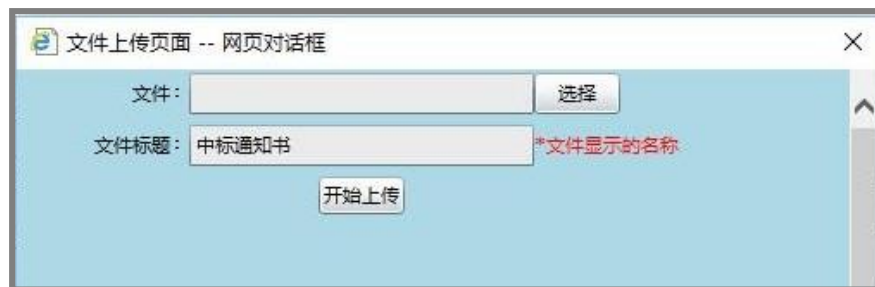 文件上传页面 -- 网页对话框
文件： 选择
文件标题： 中标通知书 *文件显示的名称
开始上传